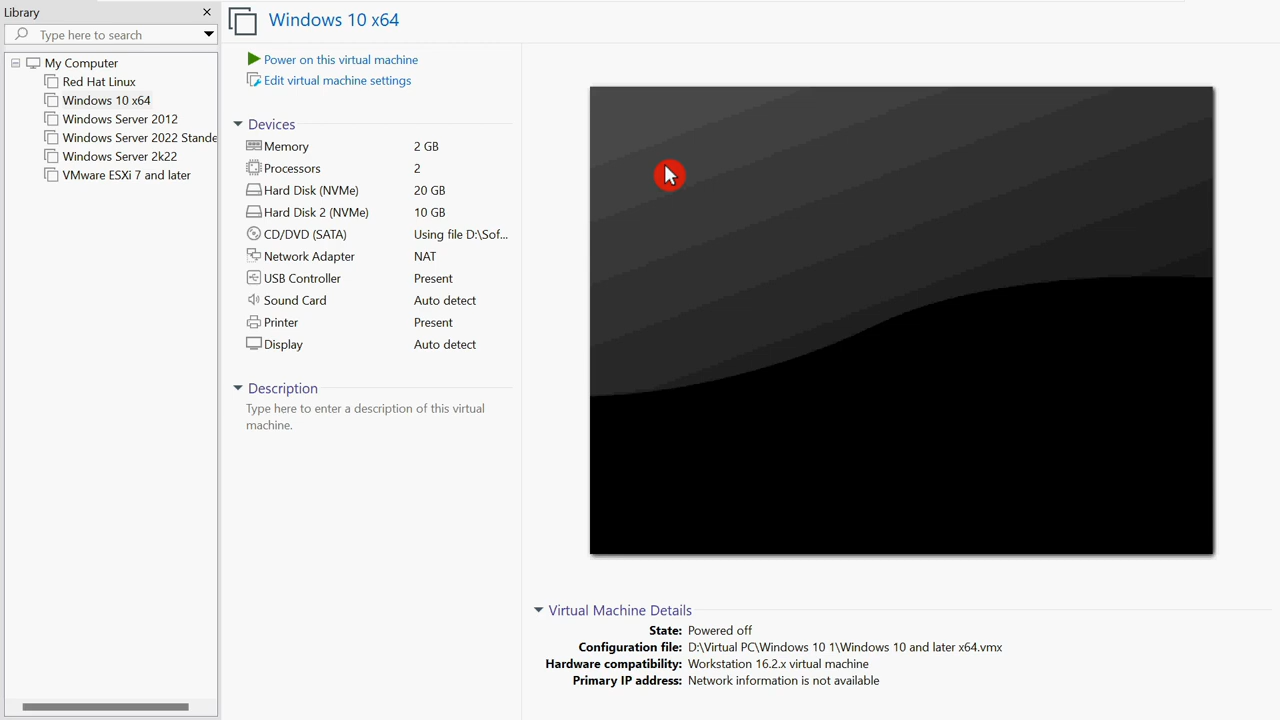 Library
Type here to search
My Computer
Red Hat Linux
Windows 10 x64
Windows Server 2012
Windows Server 2022 Stande
Windows Server 2k22
VMware ESXi 7 and later
Windows 10 x64
Power on this virtual machine
Edit virtual machine settings
Devices
Memory 2 GB
Processors 2
Hard Disk (NVMe) 20 GB
Hard Disk 2 (NVMe) 10 GB
CD/DVD (SATA) Using file D:\Sof...
Network Adapter NAT
USB Controller Present
Sound Card Auto detect
Printer Present
Display Auto detect
Description
Type here to enter a description of this virtual
machine.
Virtual Machine Details
State: Powered off
Configuration file: D:\Virtual PC\Windows 10 1\Windows 10 and later x64.vmx
Hardware compatibility: Workstation 16.2.x virtual machine
Primary IP address: Network information is not available